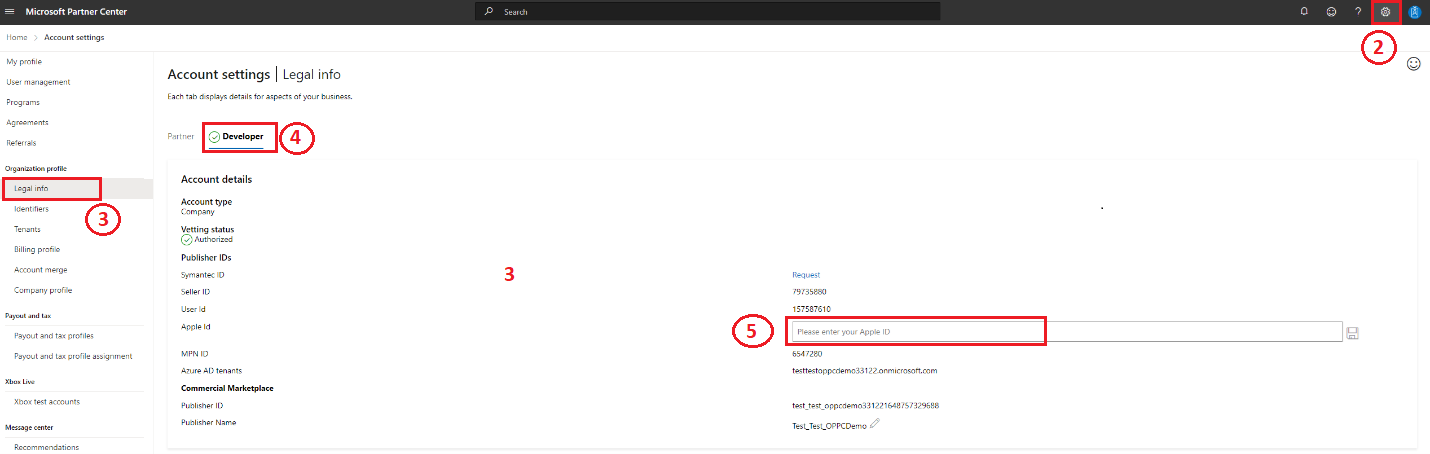 Microsoft Partner Center
Search
?
2
Home > Account settings
My profile
User management
Programs
Agreements
Referrals
Organization profile
Legal info
3
Identifiers
Tenants
Billing profile
Account merge
Company profile
Payout and tax
Payout and tax profiles
Payout and tax profile assignment
Xbox Live
Xbox test accounts
Message center
Recommendations
Account settings | Legal info
Each tab displays details for aspects of your business.
Partner Developer 4
Account details
Account type
Company
Vetting status
Authorized
Publisher IDs
3
Symantec ID Request
Seller ID 79735880
User Id 157587610
Apple Id 5 Please enter your Apple ID
MPN ID 6547280
Azure AD tenants testtestoppcdemo33122.onmicrosoft.com
Commercial Marketplace
Publisher ID test_test_oppcdemo331221648757329688
Publisher Name Test_Test_OPPCDemo